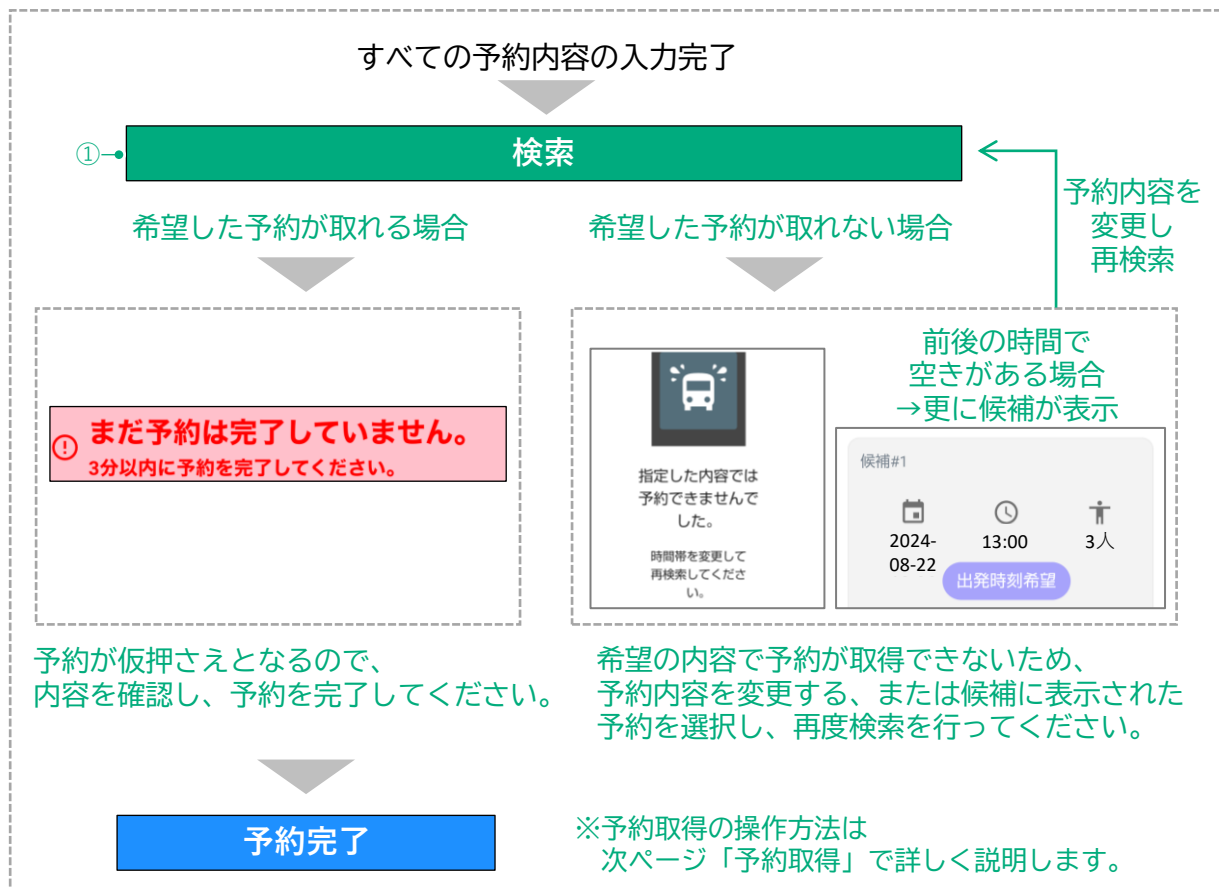 すべての予約内容の入力完了
①
検索
予約内容を
変更し
再検索
希望した予約が取れる場合
希望した予約が取れない場合
まだ予約は完了していません。
3分以内に予約を完了してください。
指定した内容では
予約できませんで
した。
時間帯を変更して
再検索してくださ
い。
前後の時間で
空きがある場合
→更に候補が表示
候補#1
2024-
08-22
13:00
3人
出発時刻希望
予約が仮押さえとなるので、
内容を確認し、予約を完了してください。
希望の内容で予約が取得できないため、
予約内容を変更する、または候補に表示された
予約を選択し、再度検索を行ってください。
予約完了
※予約取得の操作方法は
次ページ「予約取得」で詳しく説明します。